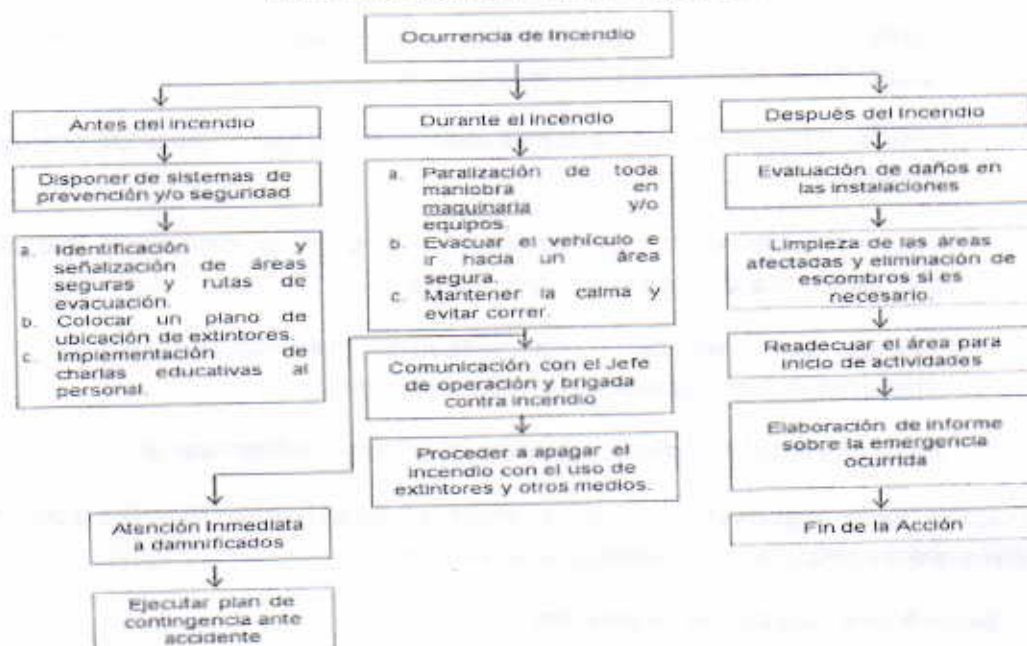 Ocurrencia de Incendio
Antes del incendio
Disponer de sistemas de
prevención y/o seguridad
a. Identificación y
señalización de áreas
seguras y rutas de
evacuación.
b. Colocar un plano de
ubicación de extintores.
c. Implementación de
charlas educativas al
personal.
Durante el incendio
a. Paralización de toda
maniobra en
maquinaria y/o
equipos.
b. Evacuar el vehículo e
ir hacia un área
segura.
c. Mantener la calma y
evitar correr.
Comunicación con el Jefe
de operación y brigada
contra incendio
Proceder a apagar el
incendio con el uso de
extintores y otros medios.
Atención Inmediata
a damnificados
Ejecutar plan de
contingencia ante
accidente
Después del Incendio
Evaluación de daños en
las instalaciones
Limpieza de las áreas
afectadas y eliminación de
escombros si es
necesario.
Readecuar el área para
inicio de actividades
Elaboración de informe
sobre la emergencia
ocurrida
Fin de la Acción